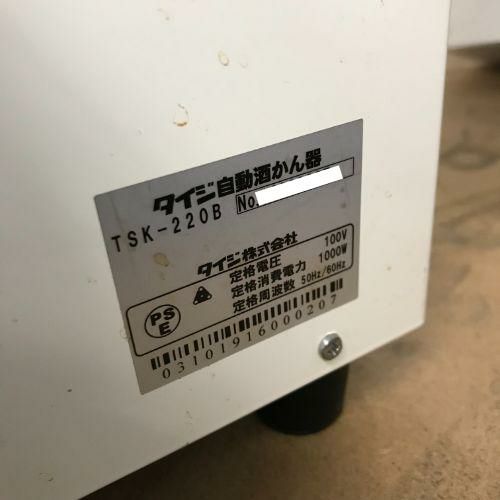 タイジ自動酒かん器
TSK-220B No
タイジ株式会社
定格電圧 100V
定格消費電力 1000W
定格周波数 50Hz/60Hz
PS
E
03101916000207